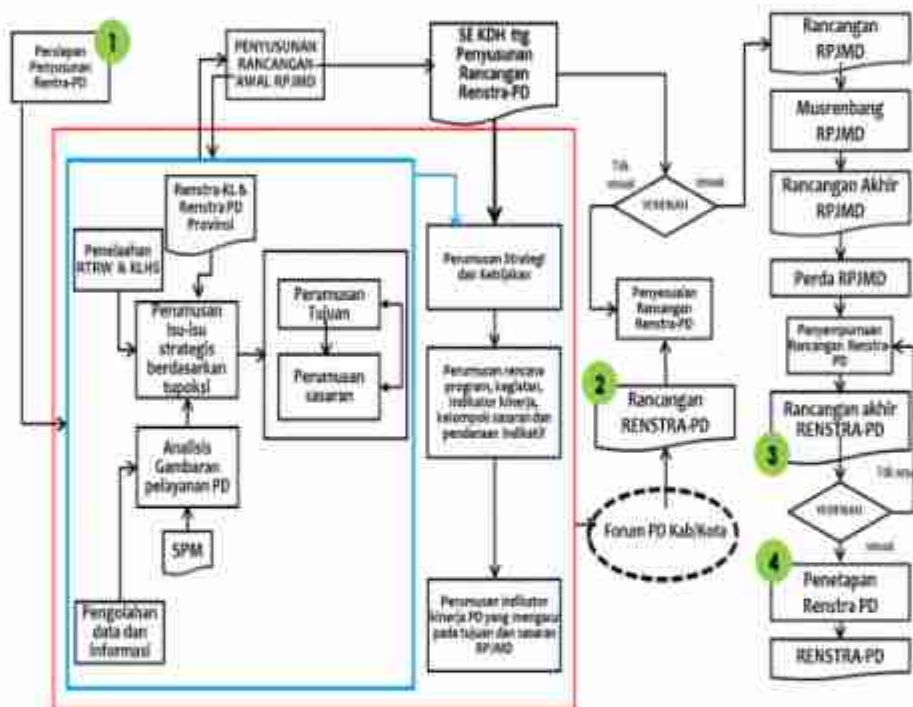 1
Persiapan
Penyusunan
Renstra-PD
PENYUSUNAN
RANCANGAN
AWAL RPJMD
SE KDH ttg
Penyusunan
Rancangan
Renstra-PD
Rancangan
RPJMD
Musrenbang
RPJMD
Rancangan Akhir
RPJMD
Perda RPJMD
Penyempurnaan
Rancangan Renstra
PD
Rancangan akhir
RENSTRA-PD
3
Tdk
sesuai
sesuai
VERIFIKASI
Renstra-KL &
Renstra PD
Provinsi
Penelaahan
RTRW & KLHS
Perumusan
Isu-isu
strategis
berdasarkan
tupoksi
Perumusan
Tujuan
Perumusan
sasaran
Analisis
Gambaran
pelayanan PD
SPM
Pengolahan
data dan
informasi
Perumusan Strategi
dan Kebijakan
Perumusan rencana
program, kegiatan,
indikator kinerja,
kelompok sasaran dan
pendanaan indikatif
Perumusan indikator
kinerja PD yang mengacu
pada tujuan dan sasaran
RPJMD
Penyesuaian
Rancangan
Renstra-PD
2
Rancangan
RENSTRA-PD
Forum PD Kab/Kota
VERIFIKASI
sesuai
4
Penetapan
Renstra PD
RENSTRA-PD